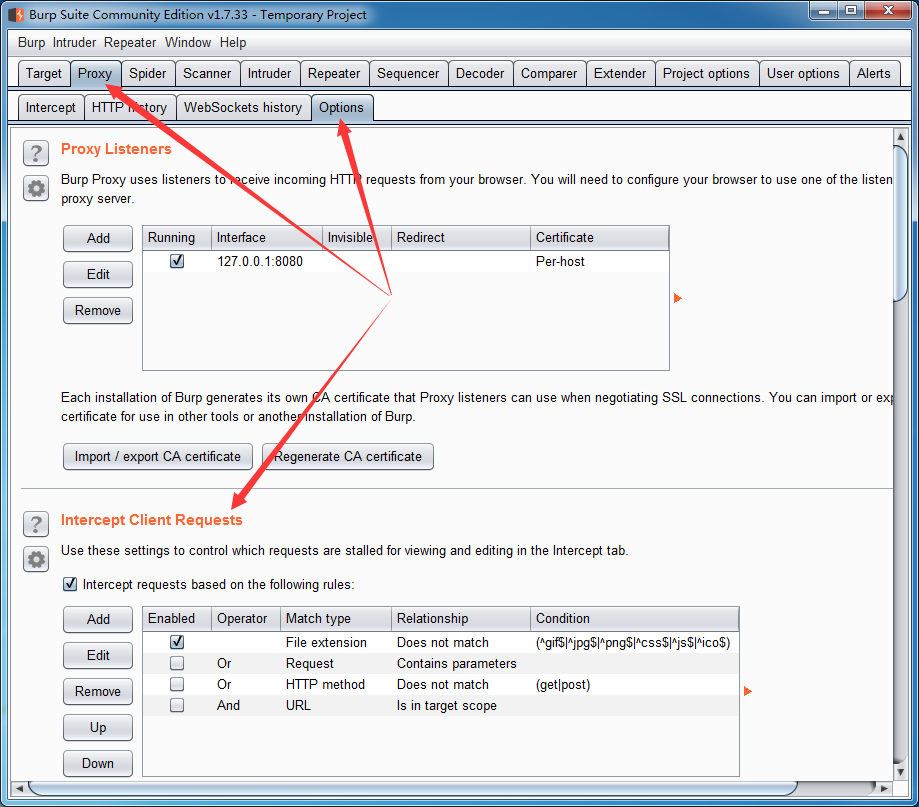 Burp Suite Community Edition v1.7.33 - Temporary Project
Burp Intruder Repeater Window Help
Target Proxy Spider Scanner Intruder Repeater Sequencer Decoder Comparer Extender Project options User options Alerts
Intercept HTTP history WebSockets history Options
? Proxy Listeners
Burp Proxy uses listeners to receive incoming HTTP requests from your browser. You will need to configure your browser to use one of the listen
proxy server.
Add Running Interface Invisible Redirect Certificate
127.0.0.1:8080 Per-host
Edit
Remove
Each installation of Burp generates its own CA certificate that Proxy listeners can use when negotiating SSL connections. You can import or exp
certificate for use in other tools or another installation of Burp.
Import / export CA certificate Regenerate CA certificate
? Intercept Client Requests
Use these settings to control which requests are stalled for viewing and editing in the Intercept tab.
Intercept requests based on the following rules:
Add Enabled Operator Match type Relationship Condition
File extension Does not match (^gif$|^jpg$|^png$|^css$|^js$|^ico$)
Edit Or Request Contains parameters
Remove Or HTTP method Does not match (get|post)
And URL Is in target scope
Up
Down